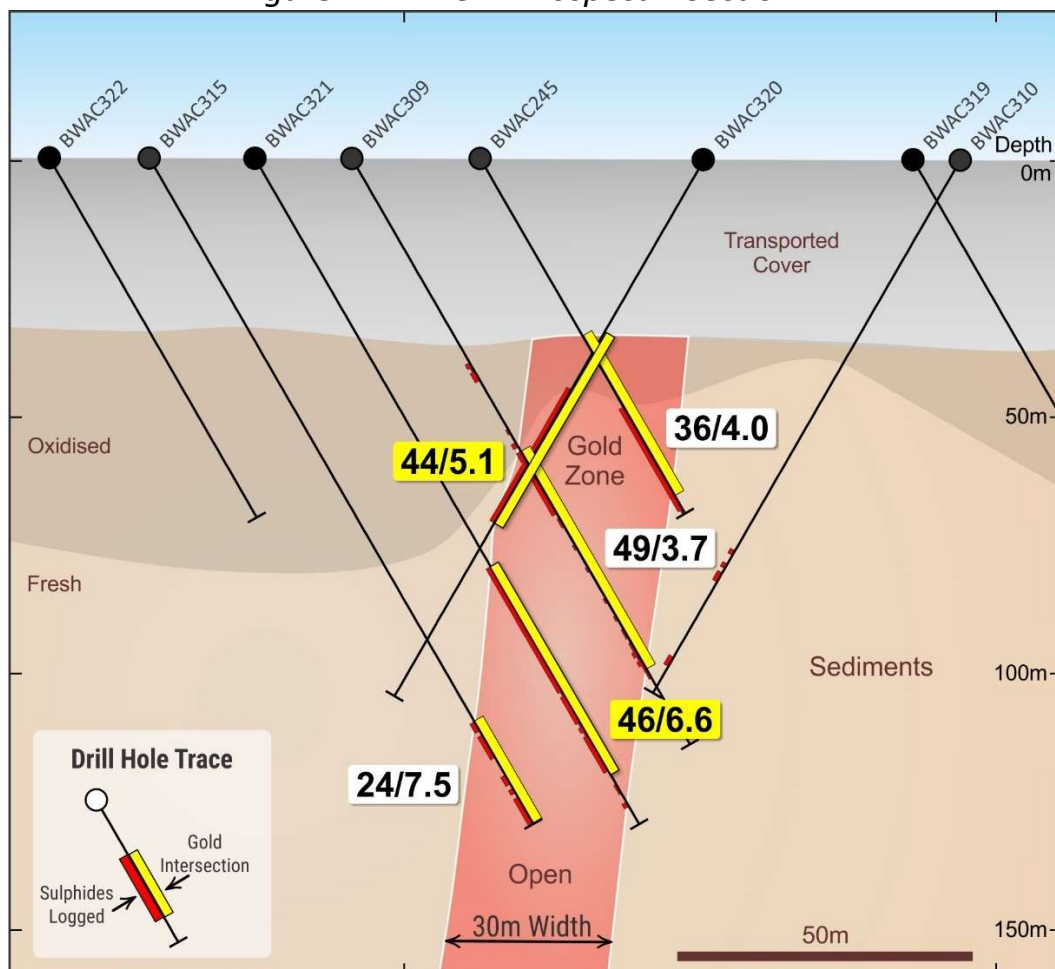 BWAC322
BWAC315
BWAC321
BWAC309
BWAC245
BWAC320
BWAC319
BWAC310
Depth
0m
Transported
Cover
50m
36/4.0
Oxidised
44/5.1
Gold
Zone
49/3.7
Fresh
Sediments
100m
46/6.6
Drill Hole Trace
24/7.5
Gold
Intersection
Sulphides
Logged
Open
30m Width
50m
150m